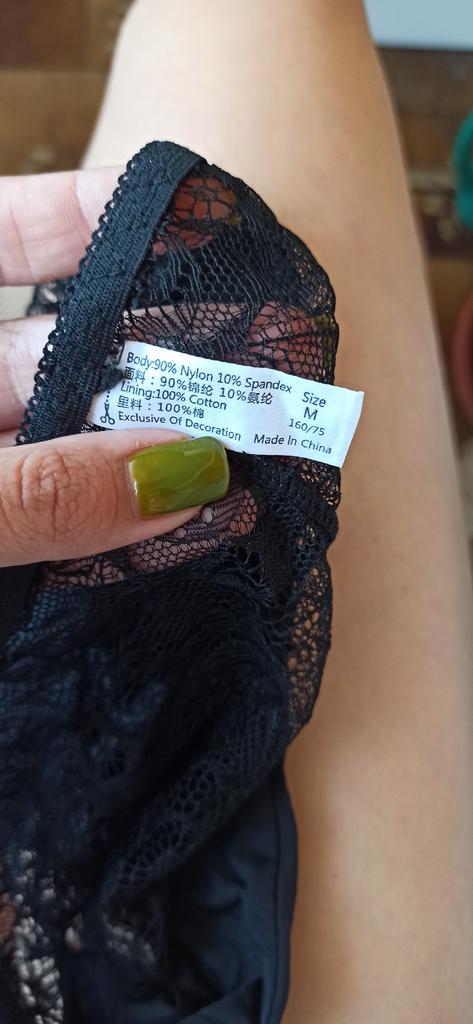 Body:90% Nylon 10% Spandex
面料：90%锦纶 10%氨纶
Lining:100% Cotton
里料：100%棉
Exclusive Of Decoration
Size
M
160/75
Made In China